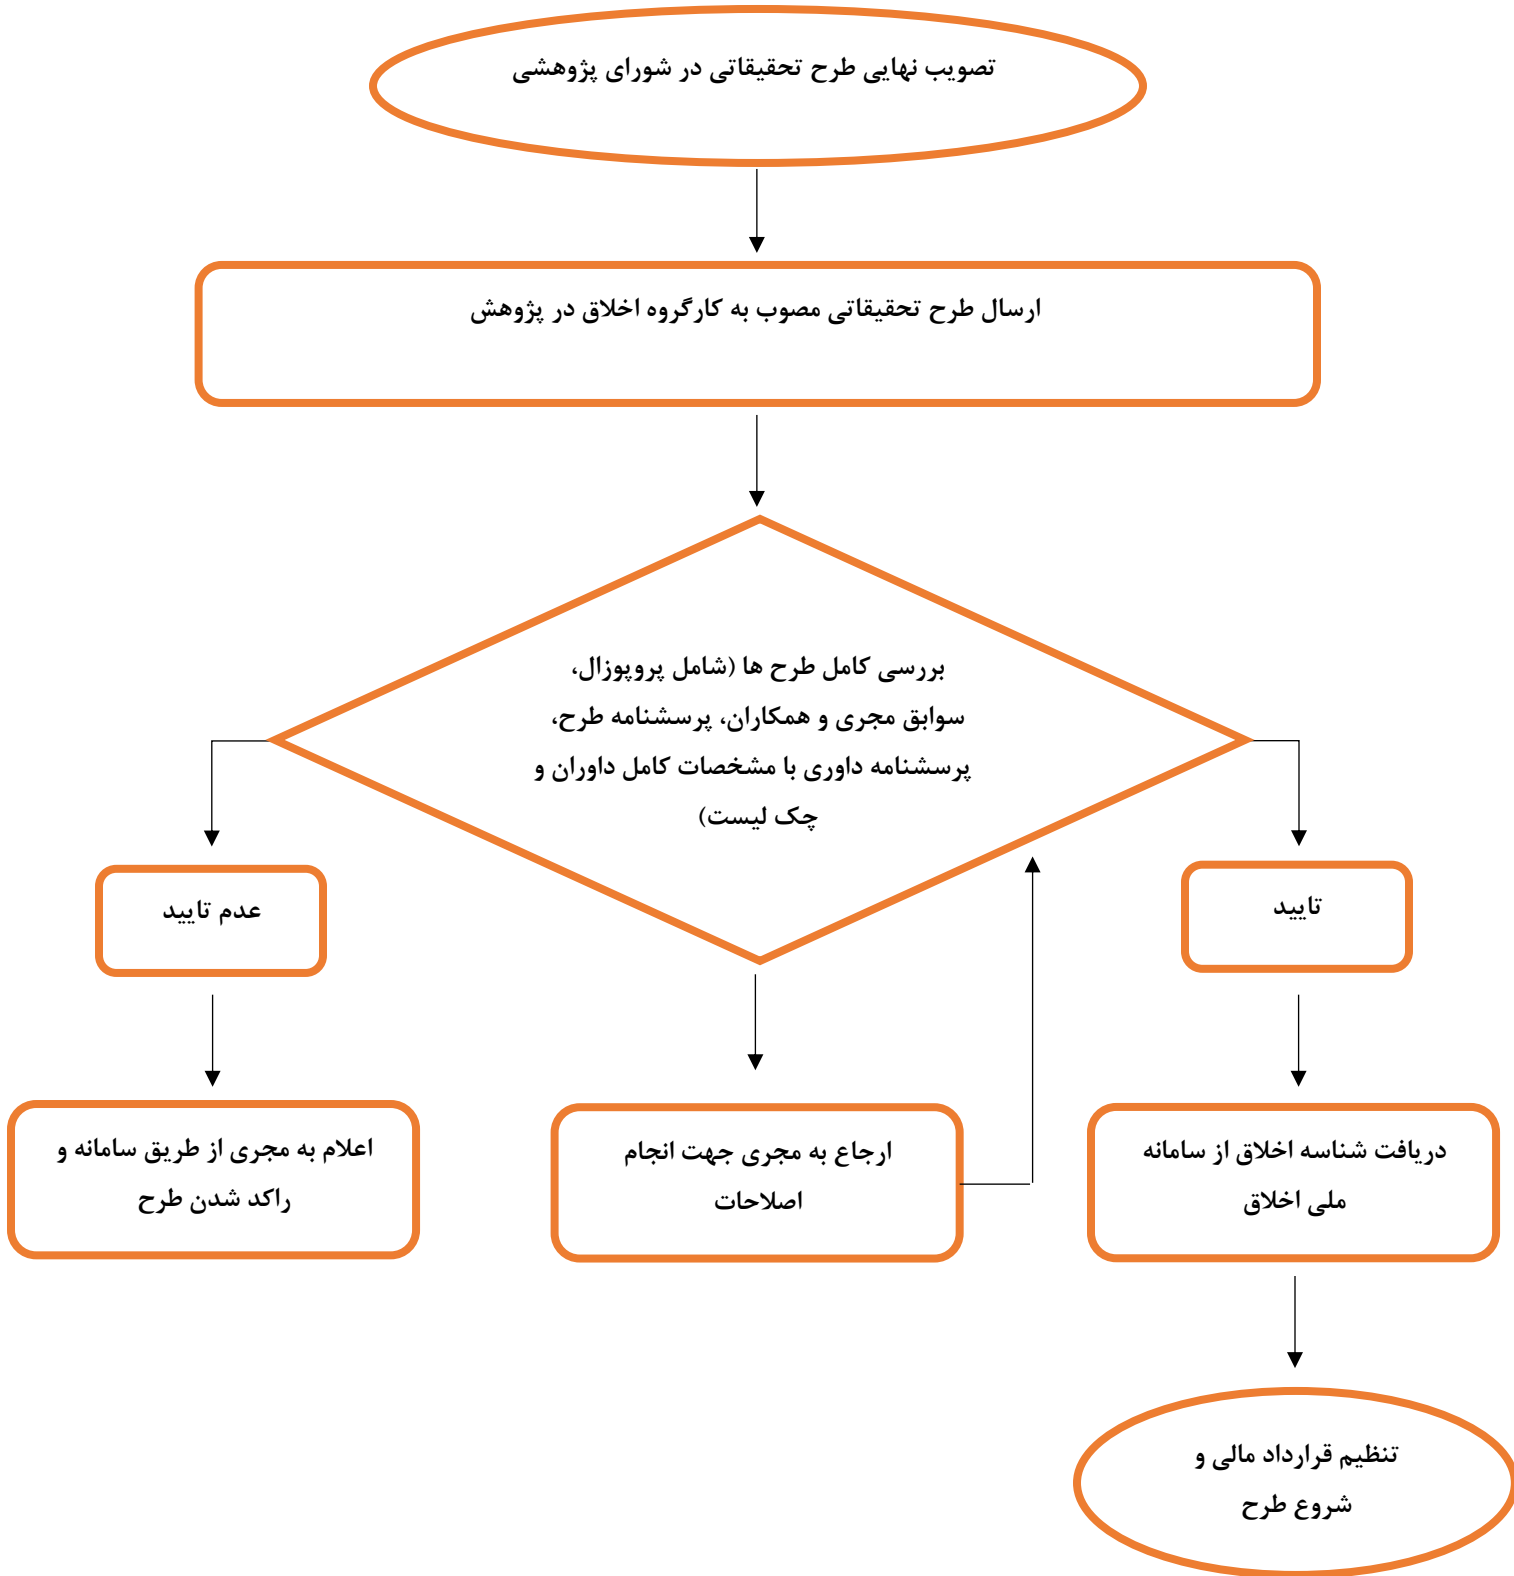 تصویب نهایی طرح تحقیقاتی در شورای پژوهشی
ارسال طرح تحقیقاتی مصوب به کارگروه اخلاق در پژوهش
بررسی کامل طرح ها (شامل پروپوزال،
سوابق مجری و همکاران، پرسشنامه طرح،
پرسشنامه داوری با مشخصات کامل داوران و
چک لیست)
تایید
عدم تایید
دریافت شناسه اخلاق از سامانه
ملی اخلاق
ارجاع به مجری جهت انجام
اصلاحات
اعلام به مجری از طریق سامانه و
راکد شدن طرح
تنظیم قرارداد مالی و
شروع طرح